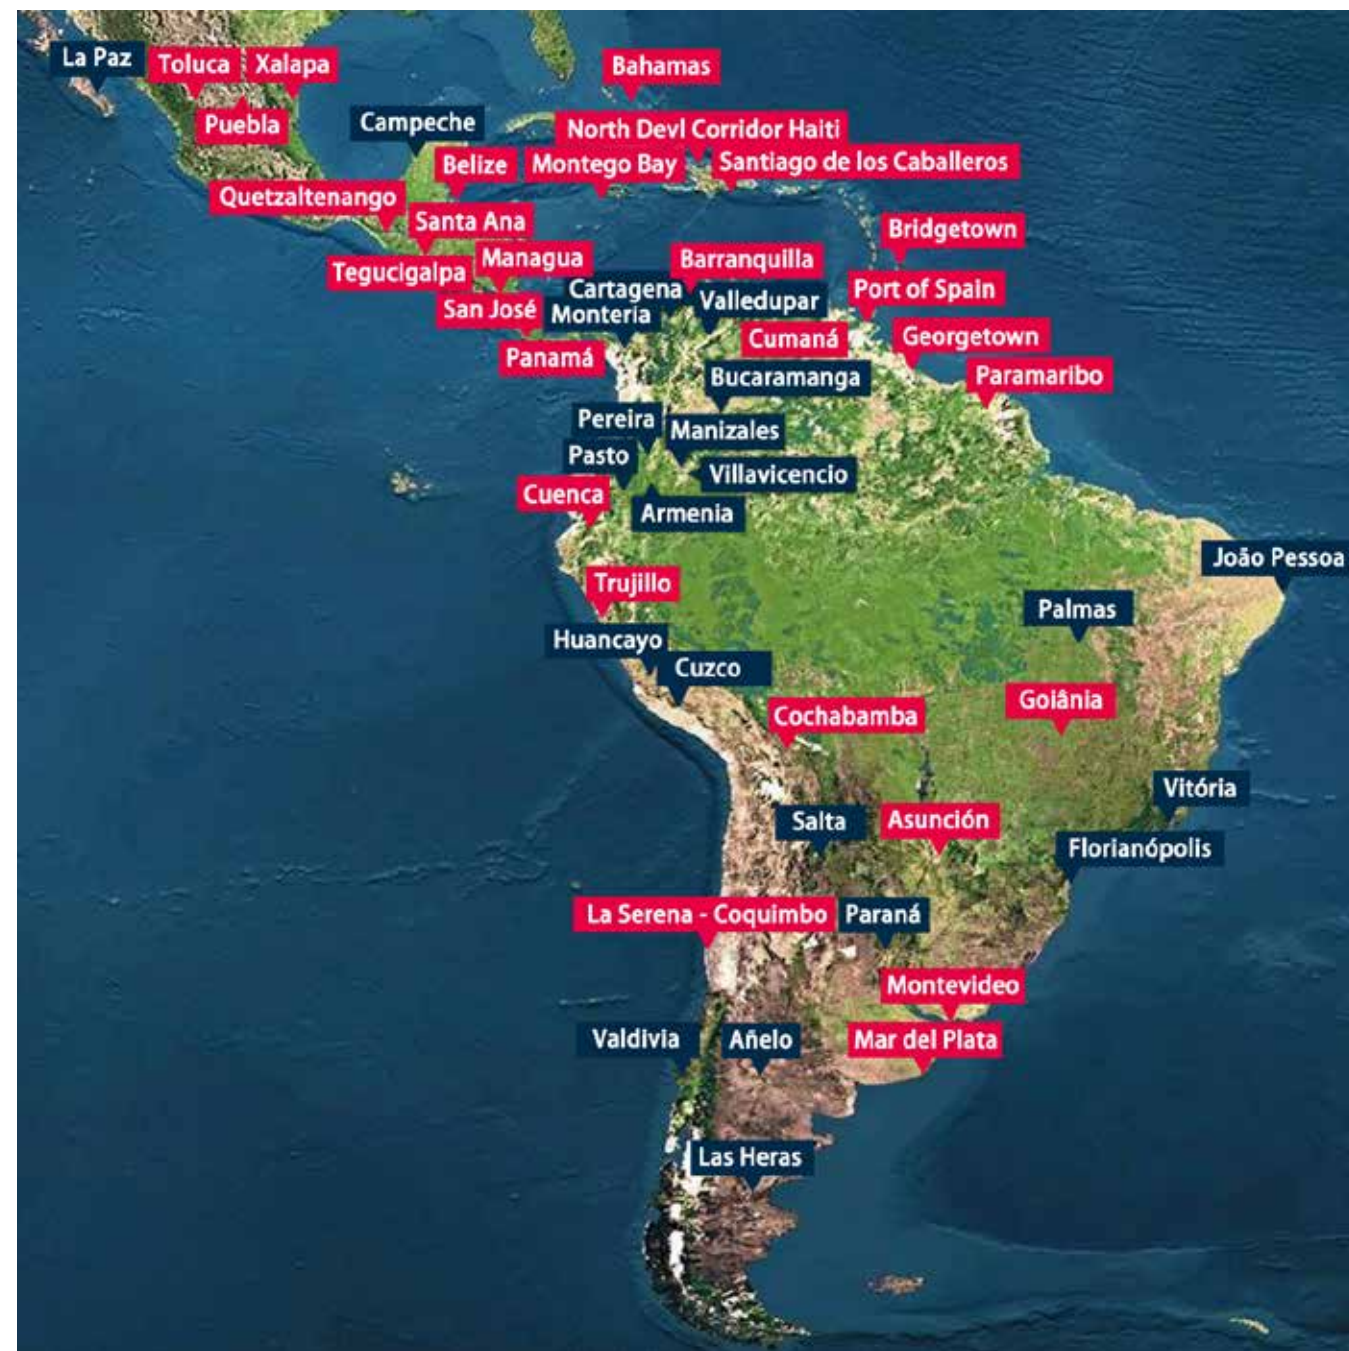 La Paz
Toluca
Xalapa
Bahamas
Puebla
Campeche
North Devl Corridor Haiti
Belize
Montego Bay
Santiago de los Caballeros
Quetzaltenango
Santa Ana
Bridgetown
Managua
Barranquilla
Tegucigalpa
Cartagena
Port of Spain
Valledupar
San José
Montería
Cumaná
Georgetown
Panamá
Bucaramanga
Paramaribo
Pereira
Manizales
Pasto
Villavicencio
Cuenca
Armenia
João Pessoa
Trujillo
Palmas
Huancayo
Cuzco
Goiânia
Cochabamba
Vitória
Salta
Asunción
Florianópolis
La Serena - Coquimbo
Paraná
Montevideo
Valdivia
Añelo
Mar del Plata
Las Heras